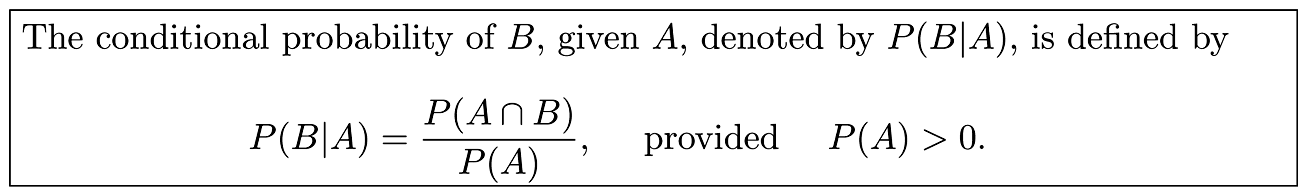 The conditional probability of B, given A, denoted by P(B|A), is defined by
P(B|A) = P(A ∩ B) / P(A), provided P(A) > 0.